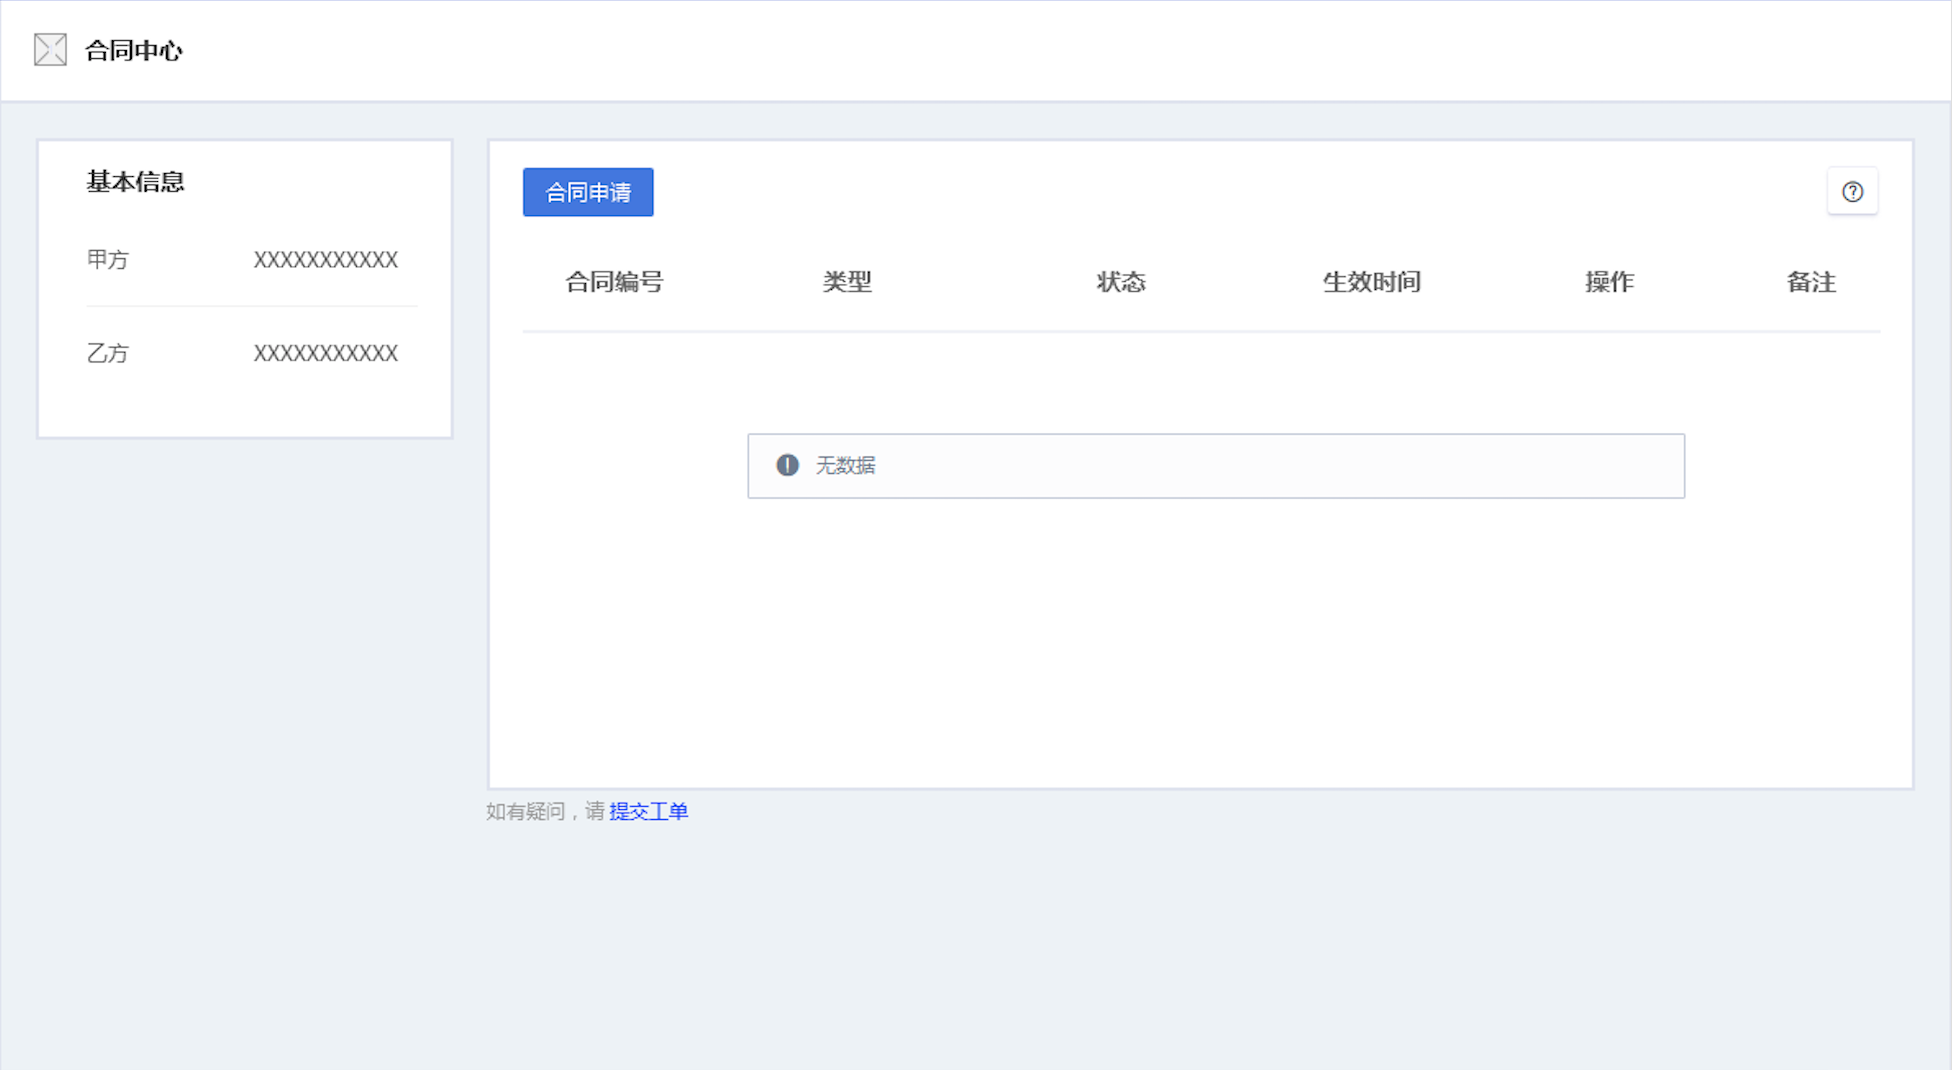 合同中心
基本信息
甲方 XXXXXXXXXXX
乙方 XXXXXXXXXXX
合同申请
合同编号 类型 状态 生效时间 操作 备注
无数据
如有疑问，请 提交工单